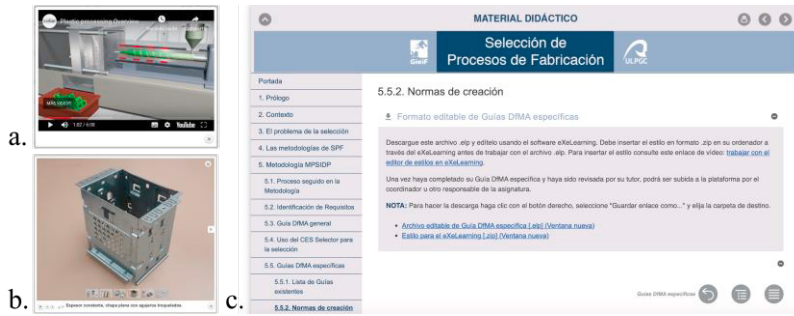 a.
Plastic processing Overview
MÁS VÍDEOS
YouTube
b.
Espesor constante, chapa plana con agujeros troquelados
c.
MATERIAL DIDÁCTICO
GieiF
Selección de
Procesos de Fabricación
ULPGC
Portada
1. Prólogo
2. Contexto
3. El problema de la selección
4. Las metodologías de SPF
5. Metodología MPSIDP
5.1. Proceso seguido en la
Metodología
5.2. Identificación de Requisitos
5.3. Guía DfMA general
5.4. Uso del CES Selector para
la selección
5.5. Guías DfMA específicas
5.5.1. Lista de Guías
existentes
5.5.2. Normas de creación
5.5.2. Normas de creación
Formato editable de Guías DfMA específicas
Descargue este archivo .elp y edítelo usando el software eXeLearning. Debe insertar el estilo en formato .zip en su ordenador a
través del eXeLearning antes de trabajar con el archivo .elp. Para insertar el estilo consulte este enlace de vídeo: trabajar con el
editor de estilos en eXeLearning.
Una vez haya completado su Guía DfMA específica y haya sido revisada por su tutor, podrá ser subida a la plataforma por el
coordinador u otro responsable de la asignatura.
NOTA: Para hacer la descarga haga clic con el botón derecho, seleccione "Guardar enlace como..." y elija la carpeta de destino.
Archivo editable de Guía DfMA específica [.elp] (Ventana nueva)
Estilo para el eXeLearning [.zip] (Ventana nueva)
Guías DfMA específicas